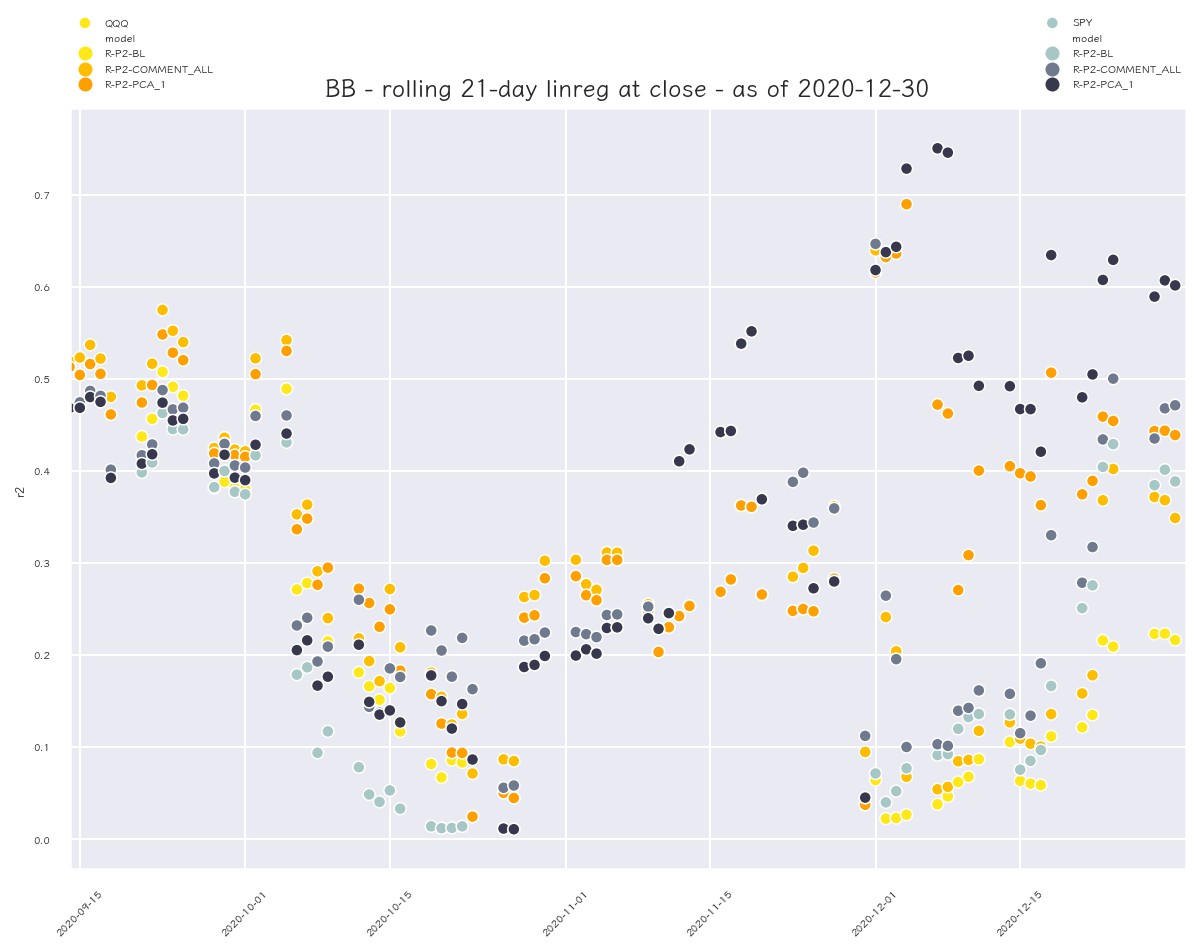 QQQ
model
R-P2-BL
R-P2-COMMENT_ALL
R-P2-PCA_1
SPY
model
R-P2-BL
R-P2-COMMENT_ALL
R-P2-PCA_1
BB - rolling 21-day linreg at close - as of 2020-12-30
0.7
0.6
0.5
0.4
0.3
0.2
0.1
0.0
r2
2020-09-15
2020-10-01
2020-10-15
2020-11-01
2020-11-15
2020-12-01
2020-12-15